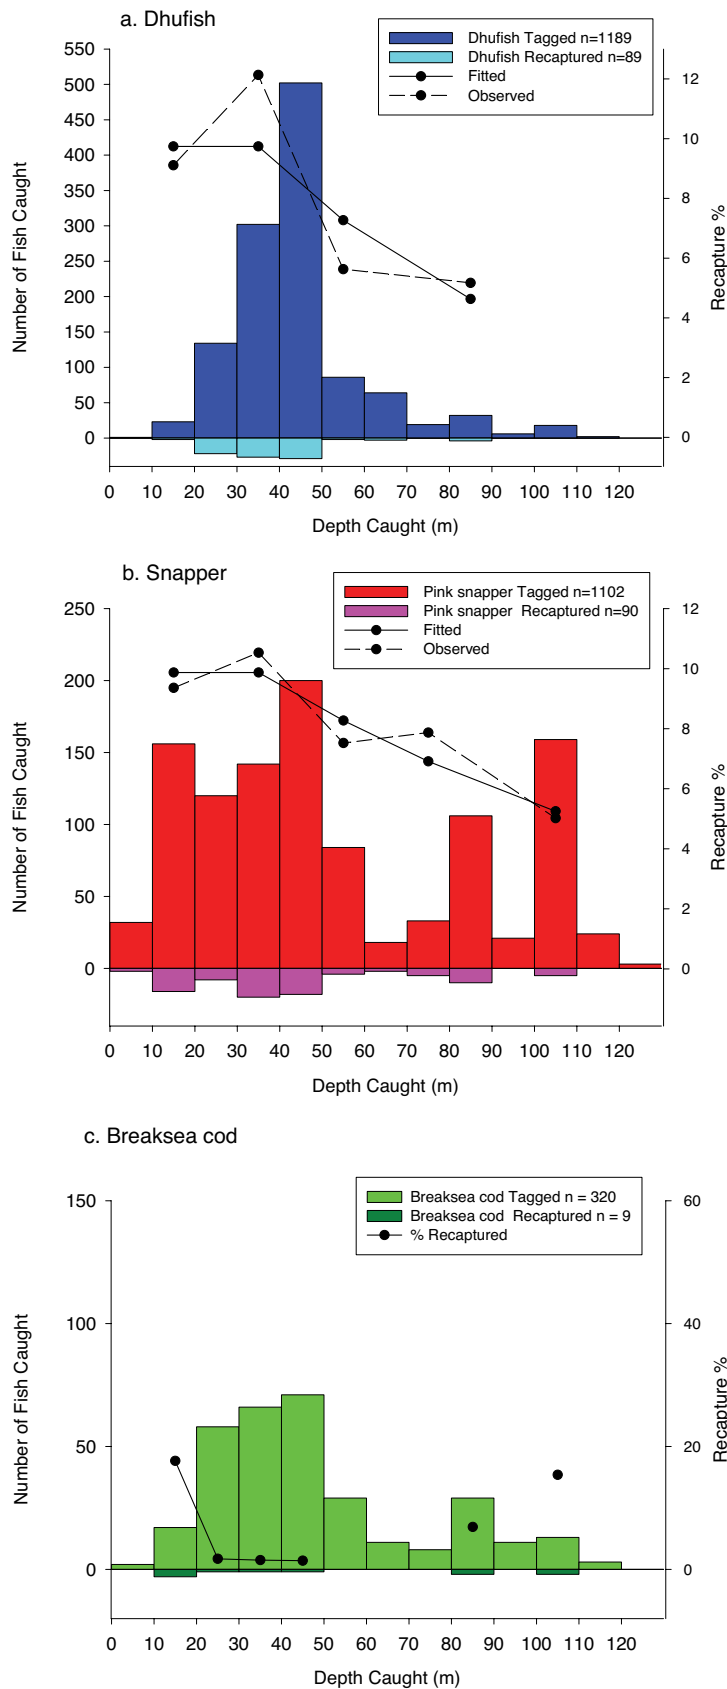 a. Dhufish
Dhufish Tagged n=1189
Dhufish Recaptured n=89
Fitted
Observed
Number of Fish Caught
550
500
450
400
350
300
250
200
150
100
50
0
12
10
8
6
4
2
0
Recapture %
0 10 20 30 40 50 60 70 80 90 100 110 120
Depth Caught (m)
b. Snapper
Pink snapper Tagged n=1102
Pink snapper Recaptured n=90
Fitted
Observed
Number of Fish Caught
250
200
150
100
50
0
12
10
8
6
4
2
0
Recapture %
0 10 20 30 40 50 60 70 80 90 100 110 120
Depth Caught (m)
c. Breaksea cod
Breaksea cod Tagged n = 320
Breaksea cod Recaptured n = 9
% Recaptured
Number of Fish Caught
150
100
50
0
60
40
20
0
Recapture %
0 10 20 30 40 50 60 70 80 90 100 110 120
Depth Caught (m)